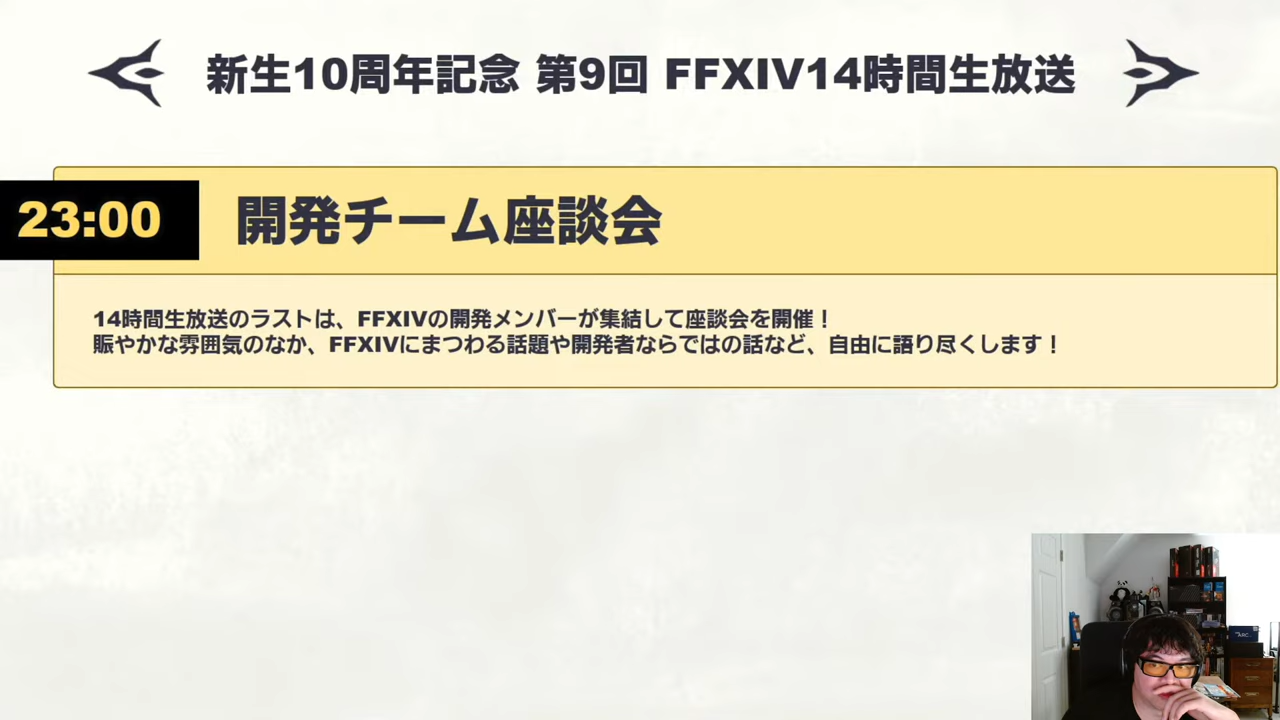 新生10周年記念 第9回 FFXIV14時間生放送
23:00
開発チーム座談会
14時間生放送のラストは、FFXIVの開発メンバーが集結して座談会を開催！
賑やかな雰囲気のなか、FFXIVにまつわる話題や開発者ならではの話など、自由に語り尽くします！
ARC